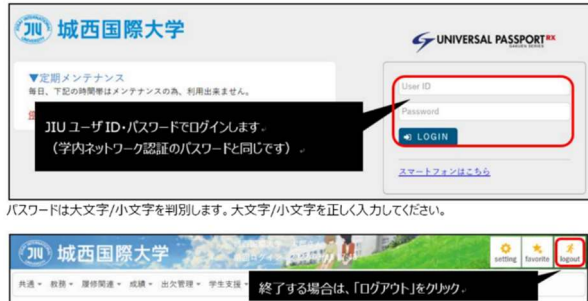 JIU 城西国際大学
UNIVERSAL PASSPORT RX
▼定期メンテナンス
毎日、下記の時間帯はメンテナンスの為、利用出来ません。
User ID
Password
LOGIN
スマートフォンはこちら
JIU ユーザ ID・パスワードでログインします
（学内ネットワーク認証のパスワードと同じです）
パスワードは大文字/小文字を判別します。大文字/小文字を正しく入力してください。
JIU 城西国際大学
setting favorite logout
共通 教務 履修関連 成績 出欠管理 学生支援
終了する場合は、「ログアウト」をクリック